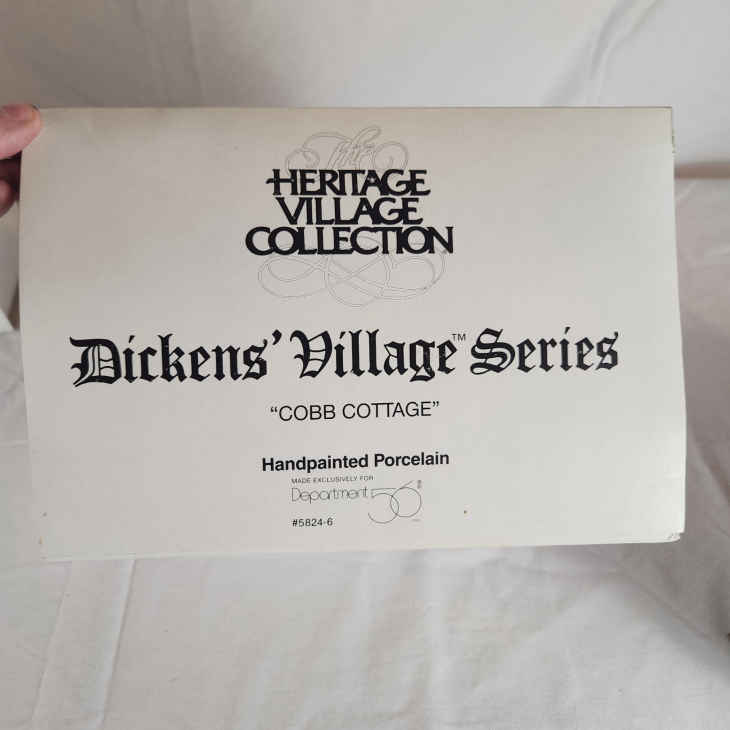 The
HERITAGE
VILLAGE
COLLECTION
Dickens' Village™ Series
"COBB COTTAGE"
Handpainted Porcelain
MADE EXCLUSIVELY FOR
Department 56®
#5824-6